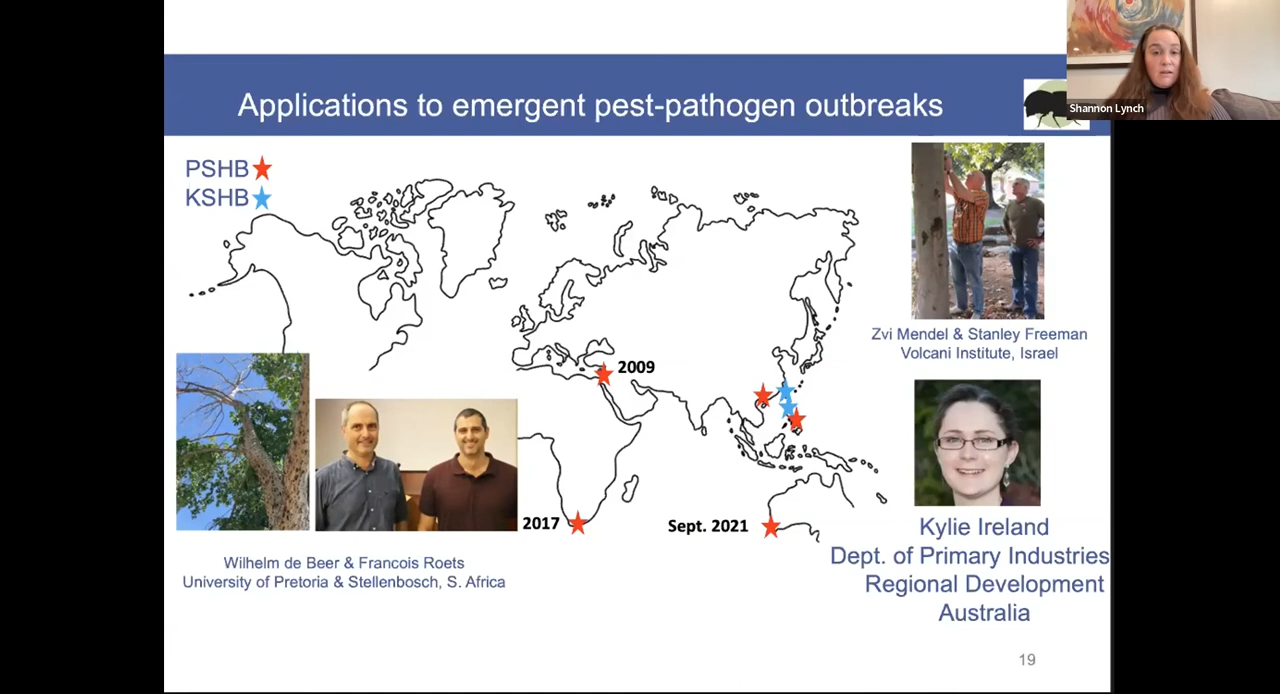 Applications to emergent pest-pathogen outbreaks
Shannon Lynch
PSHB
KSHB
Zvi Mendel & Stanley Freeman
Volcani Institute, Israel
2009
2017
Sept. 2021
Wilhelm de Beer & Francois Roets
University of Pretoria & Stellenbosch, S. Africa
Kylie Ireland
Dept. of Primary Industries
Regional Development
Australia
19